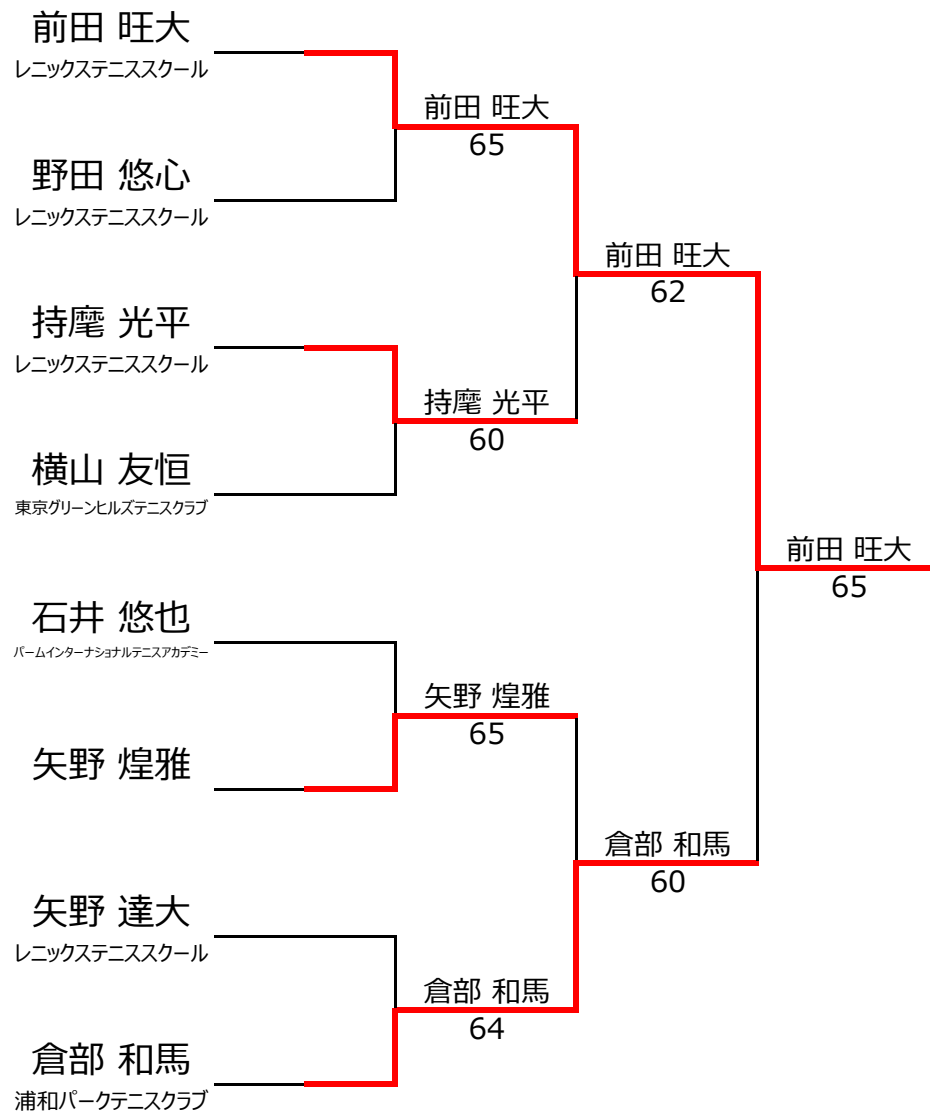 前田 旺大
レニックステニススクール
野田 悠心
レニックステニススクール
持麾 光平
レニックステニススクール
横山 友恒
東京グリーンヒルズテニスクラブ
石井 悠也
パームインターナショナルテニスアカデミー
矢野 煌雅
矢野 達大
レニックステニススクール
倉部 和馬
浦和パークテニスクラブ
前田 旺大
65
持麾 光平
60
矢野 煌雅
65
倉部 和馬
64
前田 旺大
62
倉部 和馬
60
前田 旺大
65